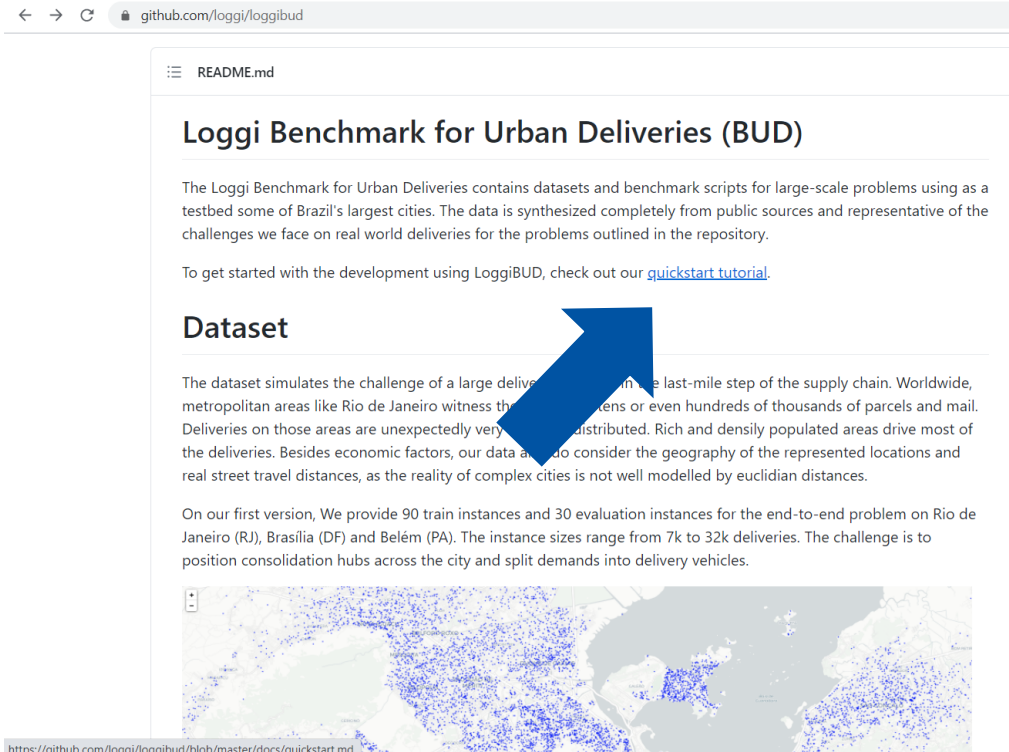 github.com/loggi/loggibud
README.md
Loggi Benchmark for Urban Deliveries (BUD)
The Loggi Benchmark for Urban Deliveries contains datasets and benchmark scripts for large-scale problems using as a
testbed some of Brazil's largest cities. The data is synthesized completely from public sources and representative of the
challenges we face on real world deliveries for the problems outlined in the repository.
To get started with the development using LoggiBUD, check out our quickstart tutorial.
Dataset
The dataset simulates the challenge of a large last-mile step of the supply chain. Worldwide,
metropolitan areas like Rio de Janeiro witness tens or even hundreds of thousands of parcels and mail.
Deliveries on those areas are unexpectedly very distributed. Rich and densily populated areas drive most of
the deliveries. Besides economic factors, our data do consider the geography of the represented locations and
real street travel distances, as the reality of complex cities is not well modelled by euclidian distances.
On our first version, We provide 90 train instances and 30 evaluation instances for the end-to-end problem on Rio de
Janeiro (RJ), Brasília (DF) and Belém (PA). The instance sizes range from 7k to 32k deliveries. The challenge is to
position consolidation hubs across the city and split demands into delivery vehicles.
+
-
https://github.com/loggi/loggibud/blob/master/docs/quickstart.md